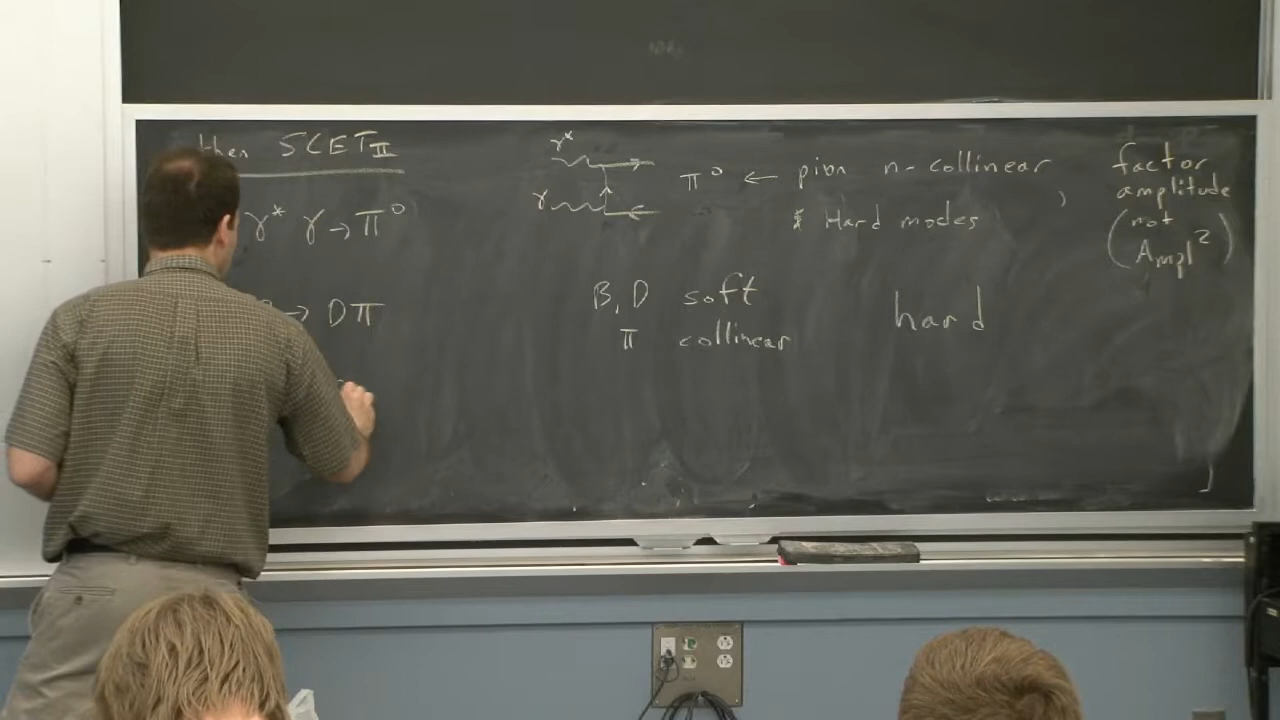 then SCET_II
γ* γ → π⁰
→ Dπ
γ*
γ
π⁰ ← pion n-collinear
& Hard modes ,
factor
amplitude
(not
Ampl²)
B, D soft
π collinear
hard